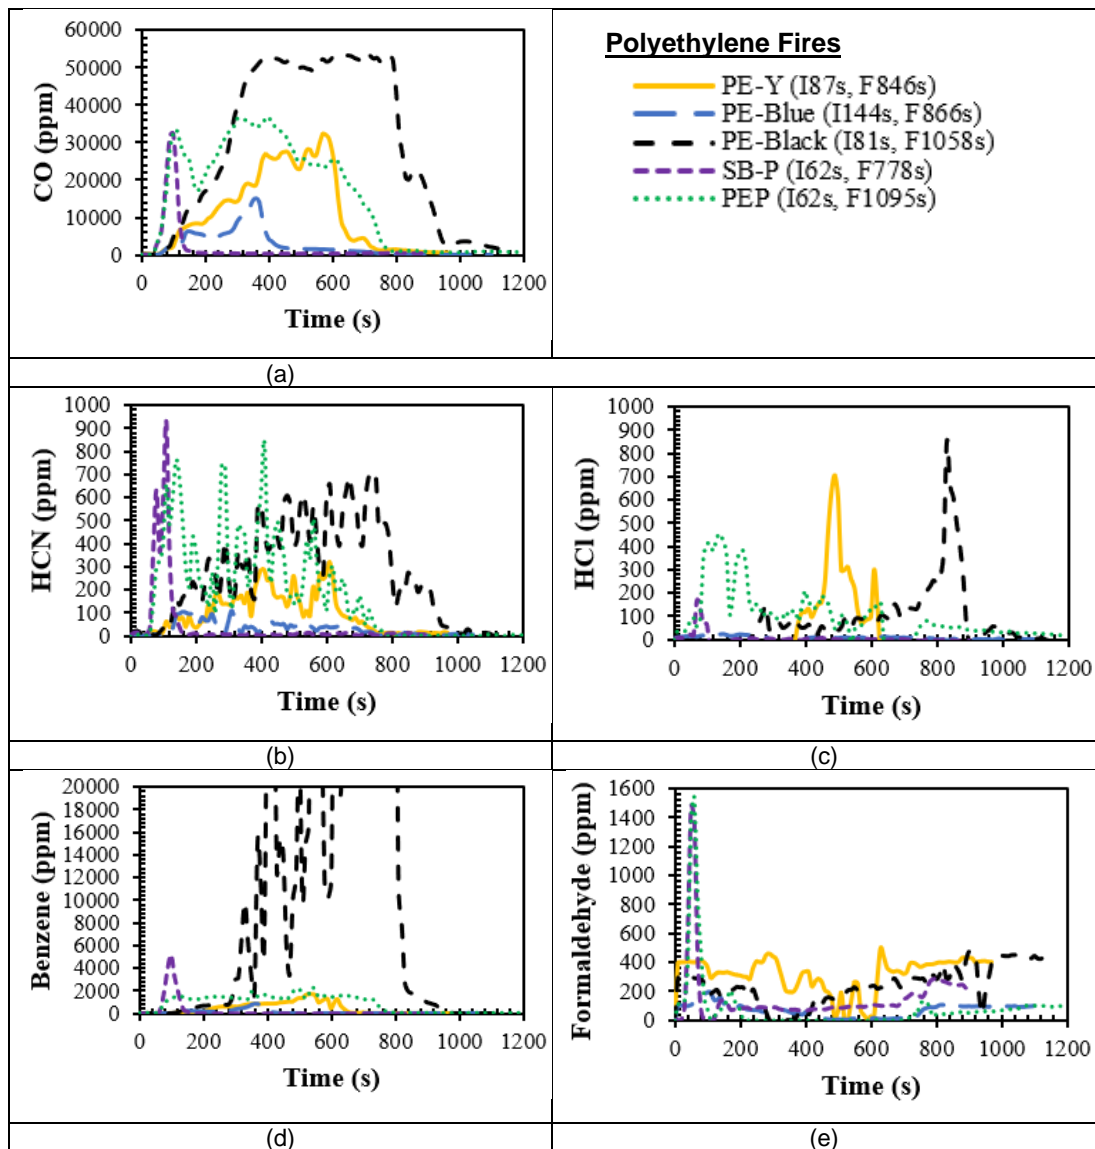 60000
50000
40000
30000
20000
10000
0
CO (ppm)
0 200 400 600 800 1000 1200
Time (s)
Polyethylene Fires
PE-Y (I87s, F846s)
PE-Blue (I144s, F866s)
PE-Black (I81s, F1058s)
SB-P (I62s, F778s)
PEP (I62s, F1095s)
(a)
1000
900
800
700
600
500
400
300
200
100
0
HCN (ppm)
0 200 400 600 800 1000 1200
Time (s)
1000
900
800
700
600
500
400
300
200
100
0
HCl (ppm)
0 200 400 600 800 1000 1200
Time (s)
(b)
(c)
20000
18000
16000
14000
12000
10000
8000
6000
4000
2000
0
Benzene (ppm)
0 200 400 600 800 1000 1200
Time (s)
1600
1400
1200
1000
800
600
400
200
0
Formaldehyde (ppm)
0 200 400 600 800 1000 1200
Time (s)
(d)
(e)